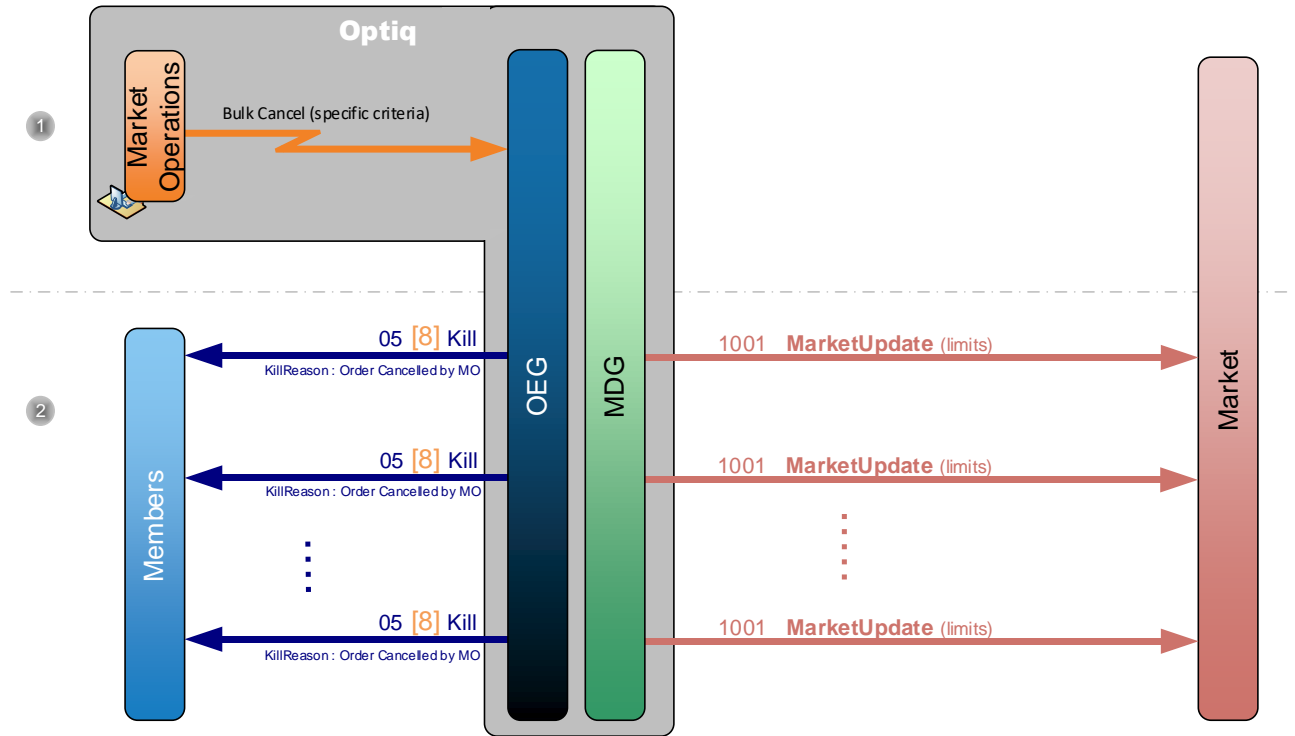 Optiq
Market
Operations
1
Bulk Cancel (specific criteria)
OEG
MDG
Market
2
Members
05 [8] Kill
KillReason : Order Cancelled by MO
1001 MarketUpdate (limits)
05 [8] Kill
KillReason : Order Cancelled by MO
1001 MarketUpdate (limits)
05 [8] Kill
KillReason : Order Cancelled by MO
1001 MarketUpdate (limits)